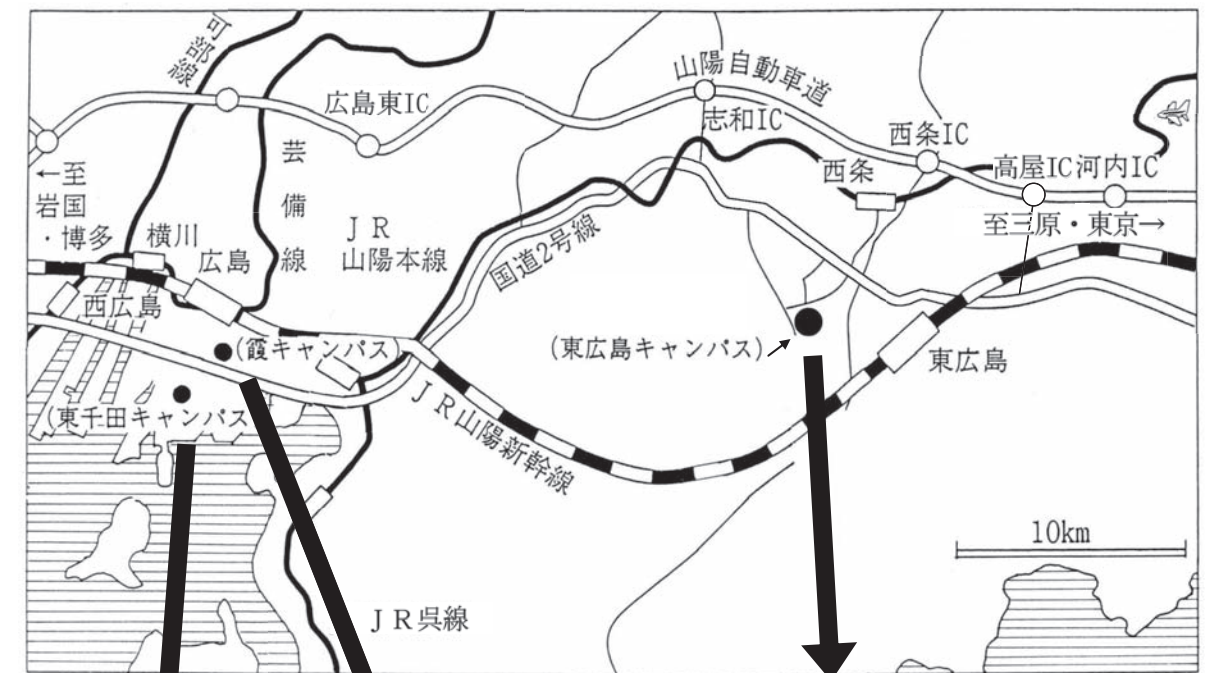 可部線
山陽自動車道
広島東IC
志和IC
西条IC
芸備線
←至
岩国
・博多
西条
高屋IC
河内IC
至三原・東京→
横川
広島
JR
山陽本線
国道2号線
西広島
(霞キャンパス)
(東広島キャンパス)
東広島
(東千田キャンパス
JR山陽新幹線
10km
JR呉線